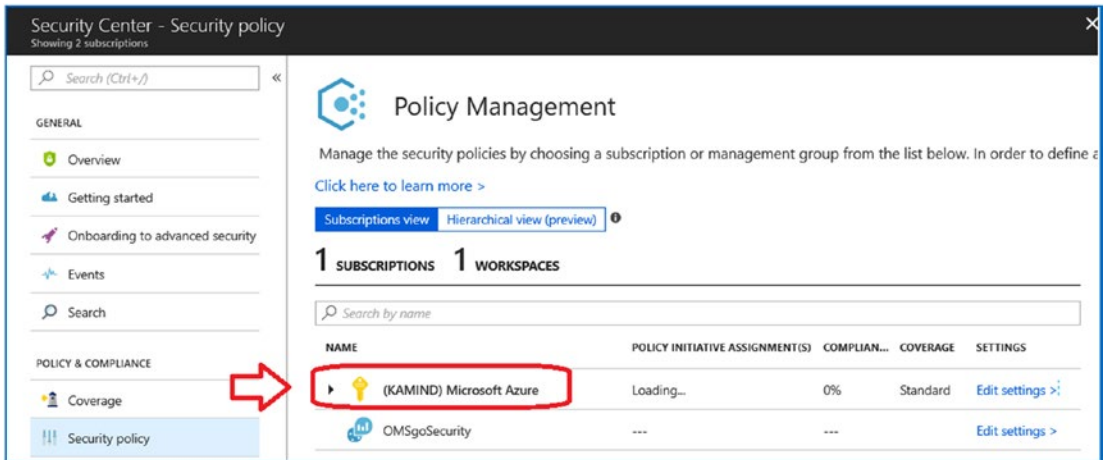 Security Center - Security policy
Showing 2 subscriptions
Search (Ctrl+/)
GENERAL
Overview
Getting started
Onboarding to advanced security
Events
Search
POLICY & COMPLIANCE
Coverage
Security policy
Policy Management
Manage the security policies by choosing a subscription or management group from the list below. In order to define a
Click here to learn more >
Subscriptions view Hierarchical view (preview)
1 SUBSCRIPTIONS 1 WORKSPACES
Search by name
NAME POLICY INITIATIVE ASSIGNMENT(S) COMPLIAN... COVERAGE SETTINGS
(KAMIND) Microsoft Azure Loading... 0% Standard Edit settings >
OMSgoSecurity --- --- Edit settings >